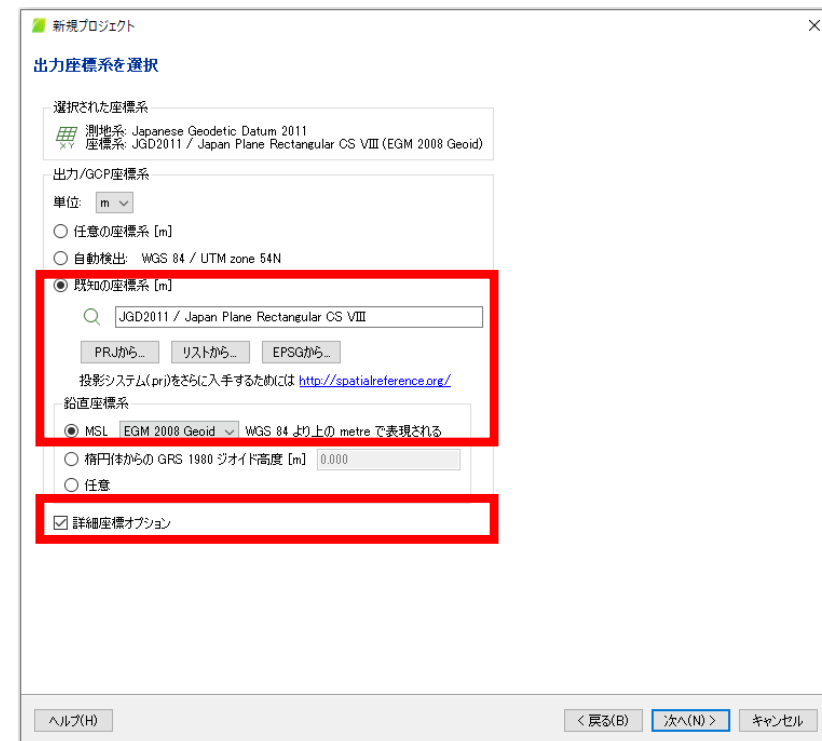 新規プロジェクト
出力座標系を選択
選択された座標系
測地系: Japanese Geodetic Datum 2011
座標系: JGD2011 / Japan Plane Rectangular CS VIII (EGM 2008 Geoid)
出力/GCP座標系
単位: m
任意の座標系 [m]
自動検出: WGS 84 / UTM zone 54N
既知の座標系 [m]
JGD2011 / Japan Plane Rectangular CS VIII
PRJから... リストから... EPSGから...
投影システム(prj)をさらに入手するためには http://spatialreference.org/
鉛直座標系
MSL EGM 2008 Geoid WGS 84 より上の metre で表現される
楕円体からの GRS 1980 ジオイド高度 [m] 0.000
任意
詳細座標オプション
ヘルプ(H) < 戻る(B) 次へ(N) > キャンセル